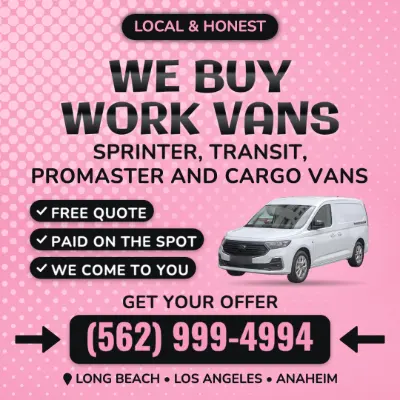 LOCAL & HONEST
WE BUY
WORK VANS
SPRINTER, TRANSIT,
PROMASTER AND CARGO VANS
FREE QUOTE
PAID ON THE SPOT
WE COME TO YOU
GET YOUR OFFER
(562) 999-4994
LONG BEACH • LOS ANGELES • ANAHEIM